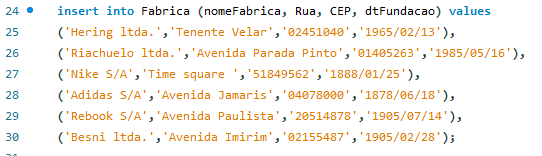 24 insert into Fabrica (nomeFabrica, Rua, CEP, dtFundacao) values
25 ('Hering ltda.','Tenente Velar','02451040','1965/02/13'),
26 ('Riachuelo ltda.','Avenida Parada Pinto','01405263','1985/05/16'),
27 ('Nike S/A','Time square ','51849562','1888/01/25'),
28 ('Adidas S/A','Avenida Jamaris','04078000','1878/06/18'),
29 ('Rebook S/A','Avenida Paulista','20514878','1905/07/14'),
30 ('Besni ltda.','Avenida Imirim','02155487','1905/02/28');